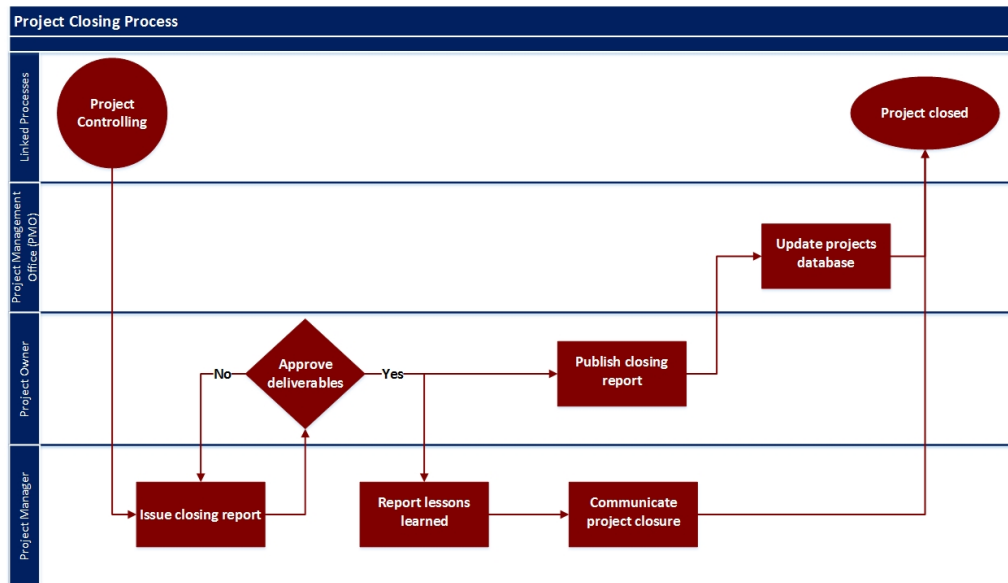 Project Closing Process
Linked Processes
Project
Controlling
Project closed
Project Management
Office (PMO)
Update projects
database
Project Owner
No
Approve
deliverables
Yes
Publish closing
report
Project Manager
Issue closing report
Report lessons
learned
Communicate
project closure